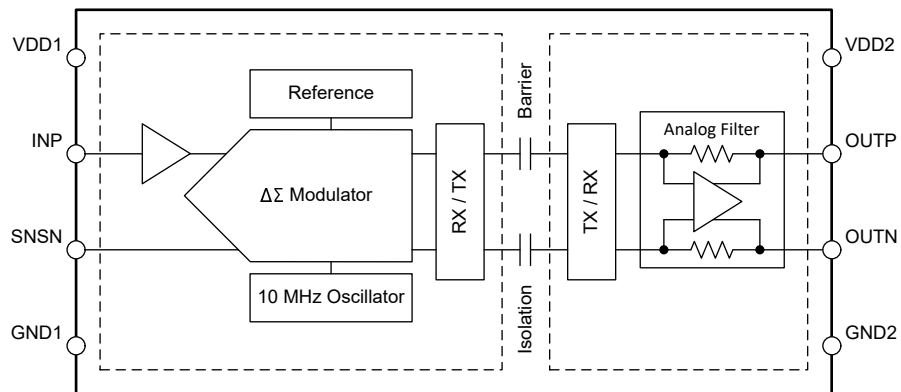 VDD1
VDD2
Reference
Barrier
Analog Filter
INP
OUTP
ΔΣ Modulator
RX / TX
TX / RX
SNSN
OUTN
10 MHz Oscillator
Isolation
GND1
GND2